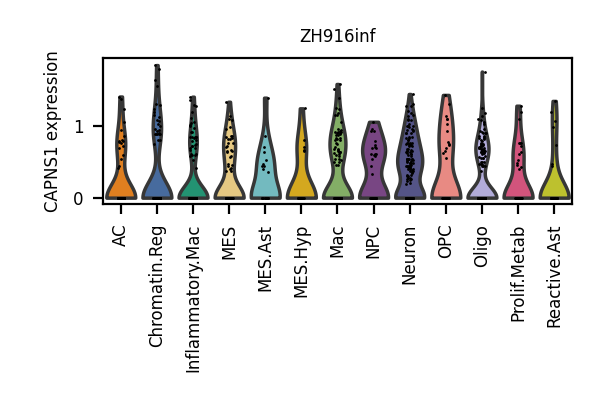 ZH916inf
CAPNS1 expression
1
0
AC
Chromatin.Reg
Inflammatory.Mac
MES
MES.Ast
MES.Hyp
Mac
NPC
Neuron
OPC
Oligo
Prolif.Metab
Reactive.Ast